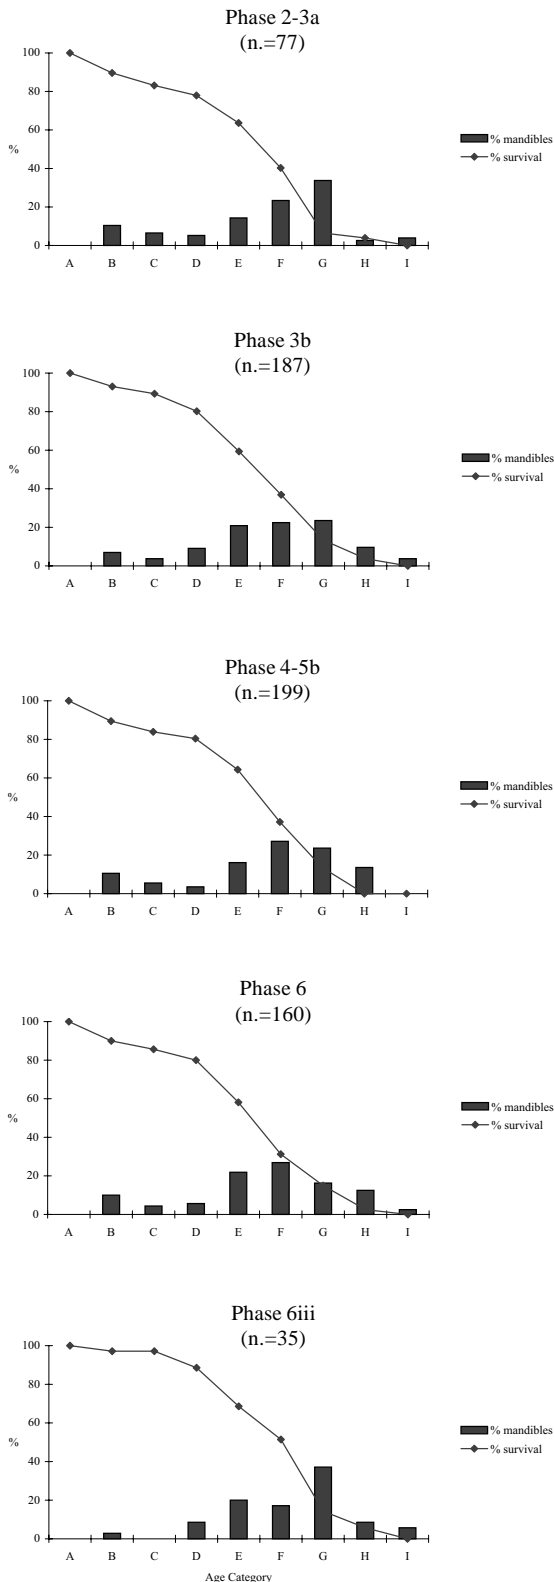 Phase 2-3a
(n.=77)
100
80
60
40
20
0
%
A B C D E F G H I
% mandibles
% survival
Phase 3b
(n.=187)
100
80
60
40
20
0
%
A B C D E F G H I
% mandibles
% survival
Phase 4-5b
(n.=199)
100
80
60
40
20
0
%
A B C D E F G H I
% mandibles
% survival
Phase 6
(n.=160)
100
80
60
40
20
0
%
A B C D E F G H I
% mandibles
% survival
Phase 6iii
(n.=35)
100
80
60
40
20
0
%
A B C D E F G H I
% mandibles
% survival
Age Category